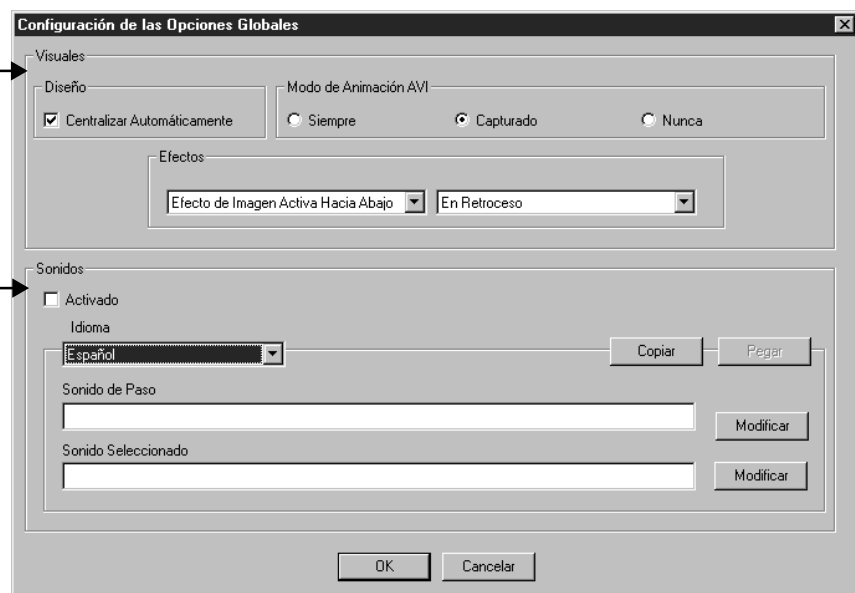 Configuración de las Opciones Globales
Visuales
Diseño
Modo de Animación AVI
Centralizar Automáticamente
Siempre
Capturado
Nunca
Efectos
Efecto de Imagen Activa Hacia Abajo
En Retroceso
Sonidos
Activado
Idioma
Español
Copiar
Pegar
Sonido de Paso
Modificar
Sonido Seleccionado
Modificar
OK
Cancelar